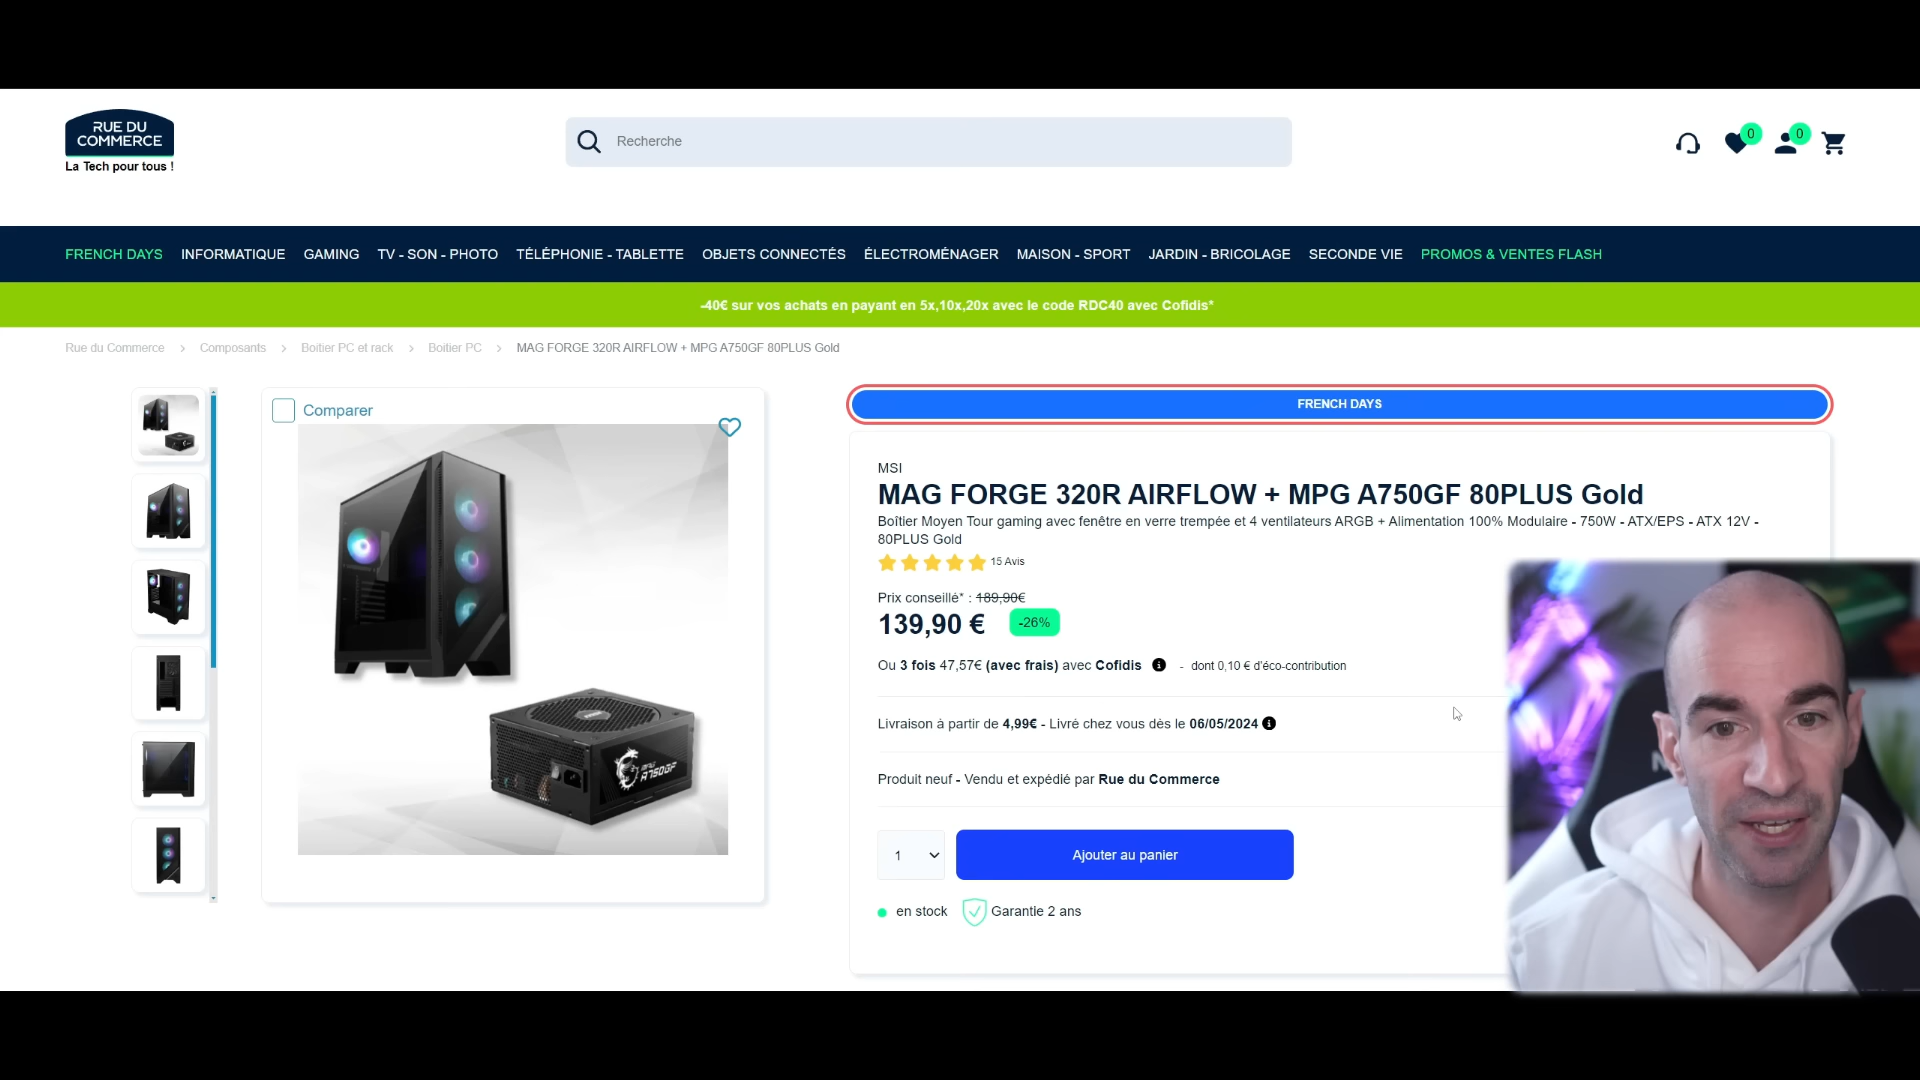 RUE DU
COMMERCE
La Tech pour tous !
Recherche
0
0
FRENCH DAYS INFORMATIQUE GAMING TV - SON - PHOTO TÉLÉPHONIE - TABLETTE OBJETS CONNECTÉS ÉLECTROMÉNAGER MAISON - SPORT JARDIN - BRICOLAGE SECONDE VIE PROMOS & VENTES FLASH
-40€ sur vos achats en payant en 5x,10x,20x avec le code RDC40 avec Cofidis*
Rue du Commerce > Composants > Boitier PC et rack > Boitier PC > MAG FORGE 320R AIRFLOW + MPG A750GF 80PLUS Gold
Comparer
MPG
A750GF
FRENCH DAYS
MSI
MAG FORGE 320R AIRFLOW + MPG A750GF 80PLUS Gold
Boîtier Moyen Tour gaming avec fenêtre en verre trempée et 4 ventilateurs ARGB + Alimentation 100% Modulaire - 750W - ATX/EPS - ATX 12V -
80PLUS Gold
15 Avis
Prix conseillé* : 189,90€
139,90 € -26%
Ou 3 fois 47,57€ (avec frais) avec Cofidis - dont 0,10 € d'éco-contribution
Livraison à partir de 4,99€ - Livré chez vous dès le 06/05/2024
Produit neuf - Vendu et expédié par Rue du Commerce
1
Ajouter au panier
en stock Garantie 2 ans